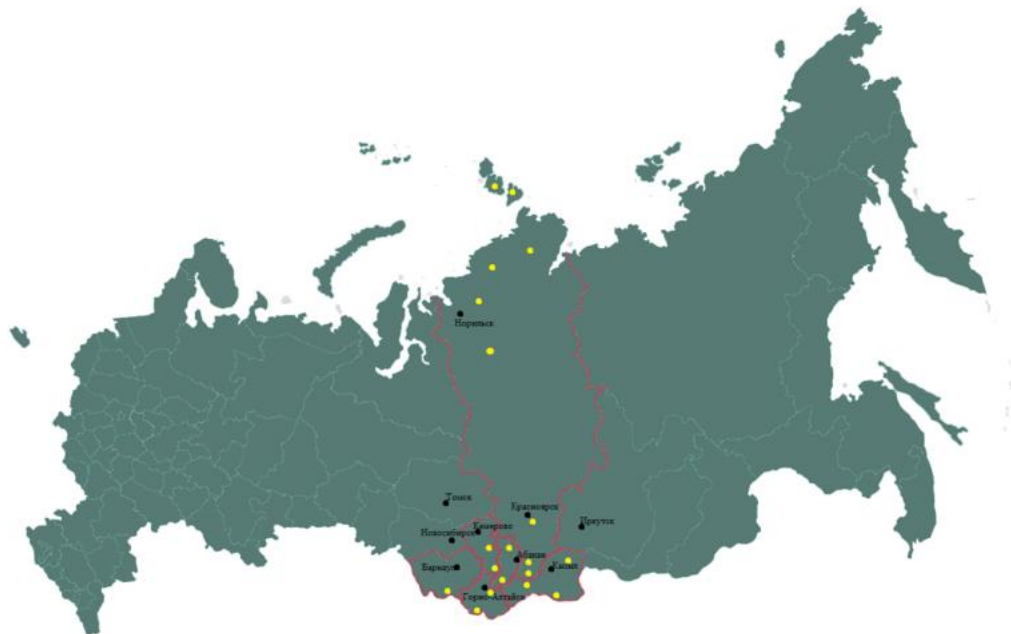 Норильск
Томск
Красноярск
Кемерово
Иркутск
Новосибирск
Абакан
Барнаул
Кызыл
Горно-Алтайск